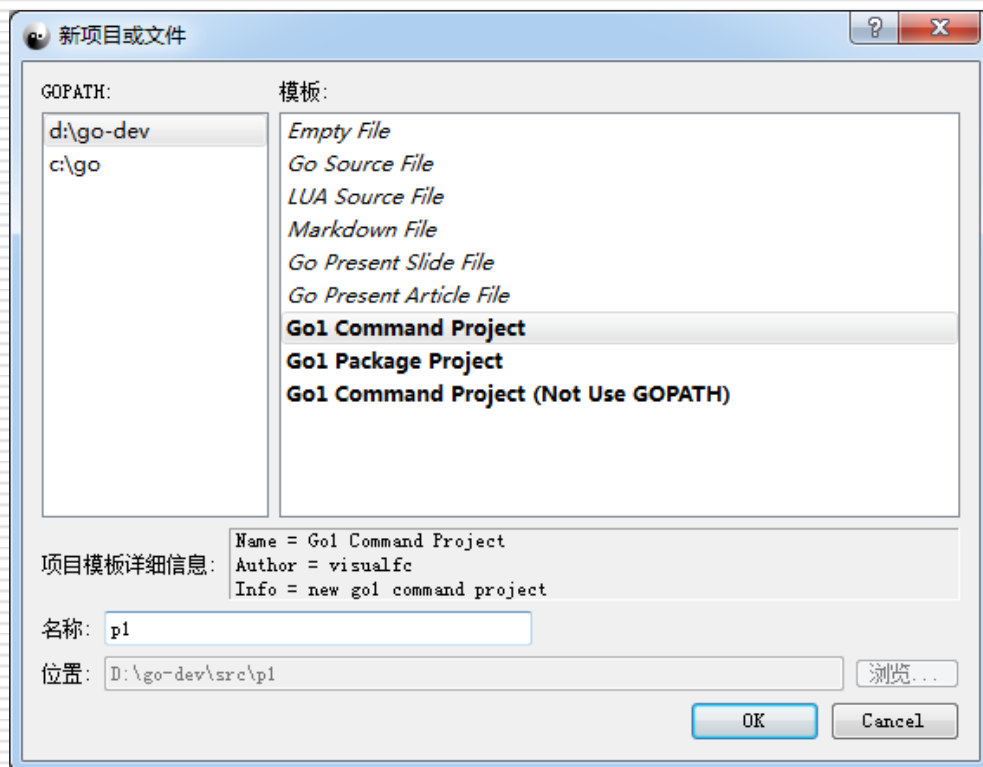 新项目或文件
GOPATH:
d:\go-dev
c:\go
模板:
Empty File
Go Source File
LUA Source File
Markdown File
Go Present Slide File
Go Present Article File
Go1 Command Project
Go1 Package Project
Go1 Command Project (Not Use GOPATH)
项目模板详细信息:
Name = Go1 Command Project
Author = visualfc
Info = new go1 command project
名称: p1
位置: D:\go-dev\src\p1 浏览...
OK Cancel